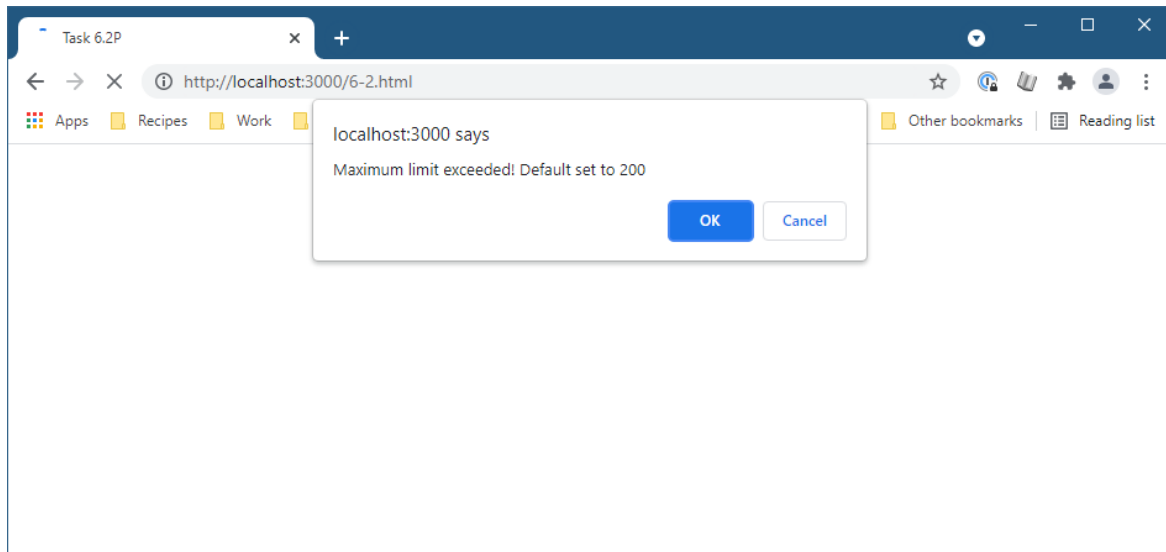 Task 6.2P
http://localhost:3000/6-2.html
Apps Recipes Work Other bookmarks Reading list
localhost:3000 says
Maximum limit exceeded! Default set to 200
OK Cancel